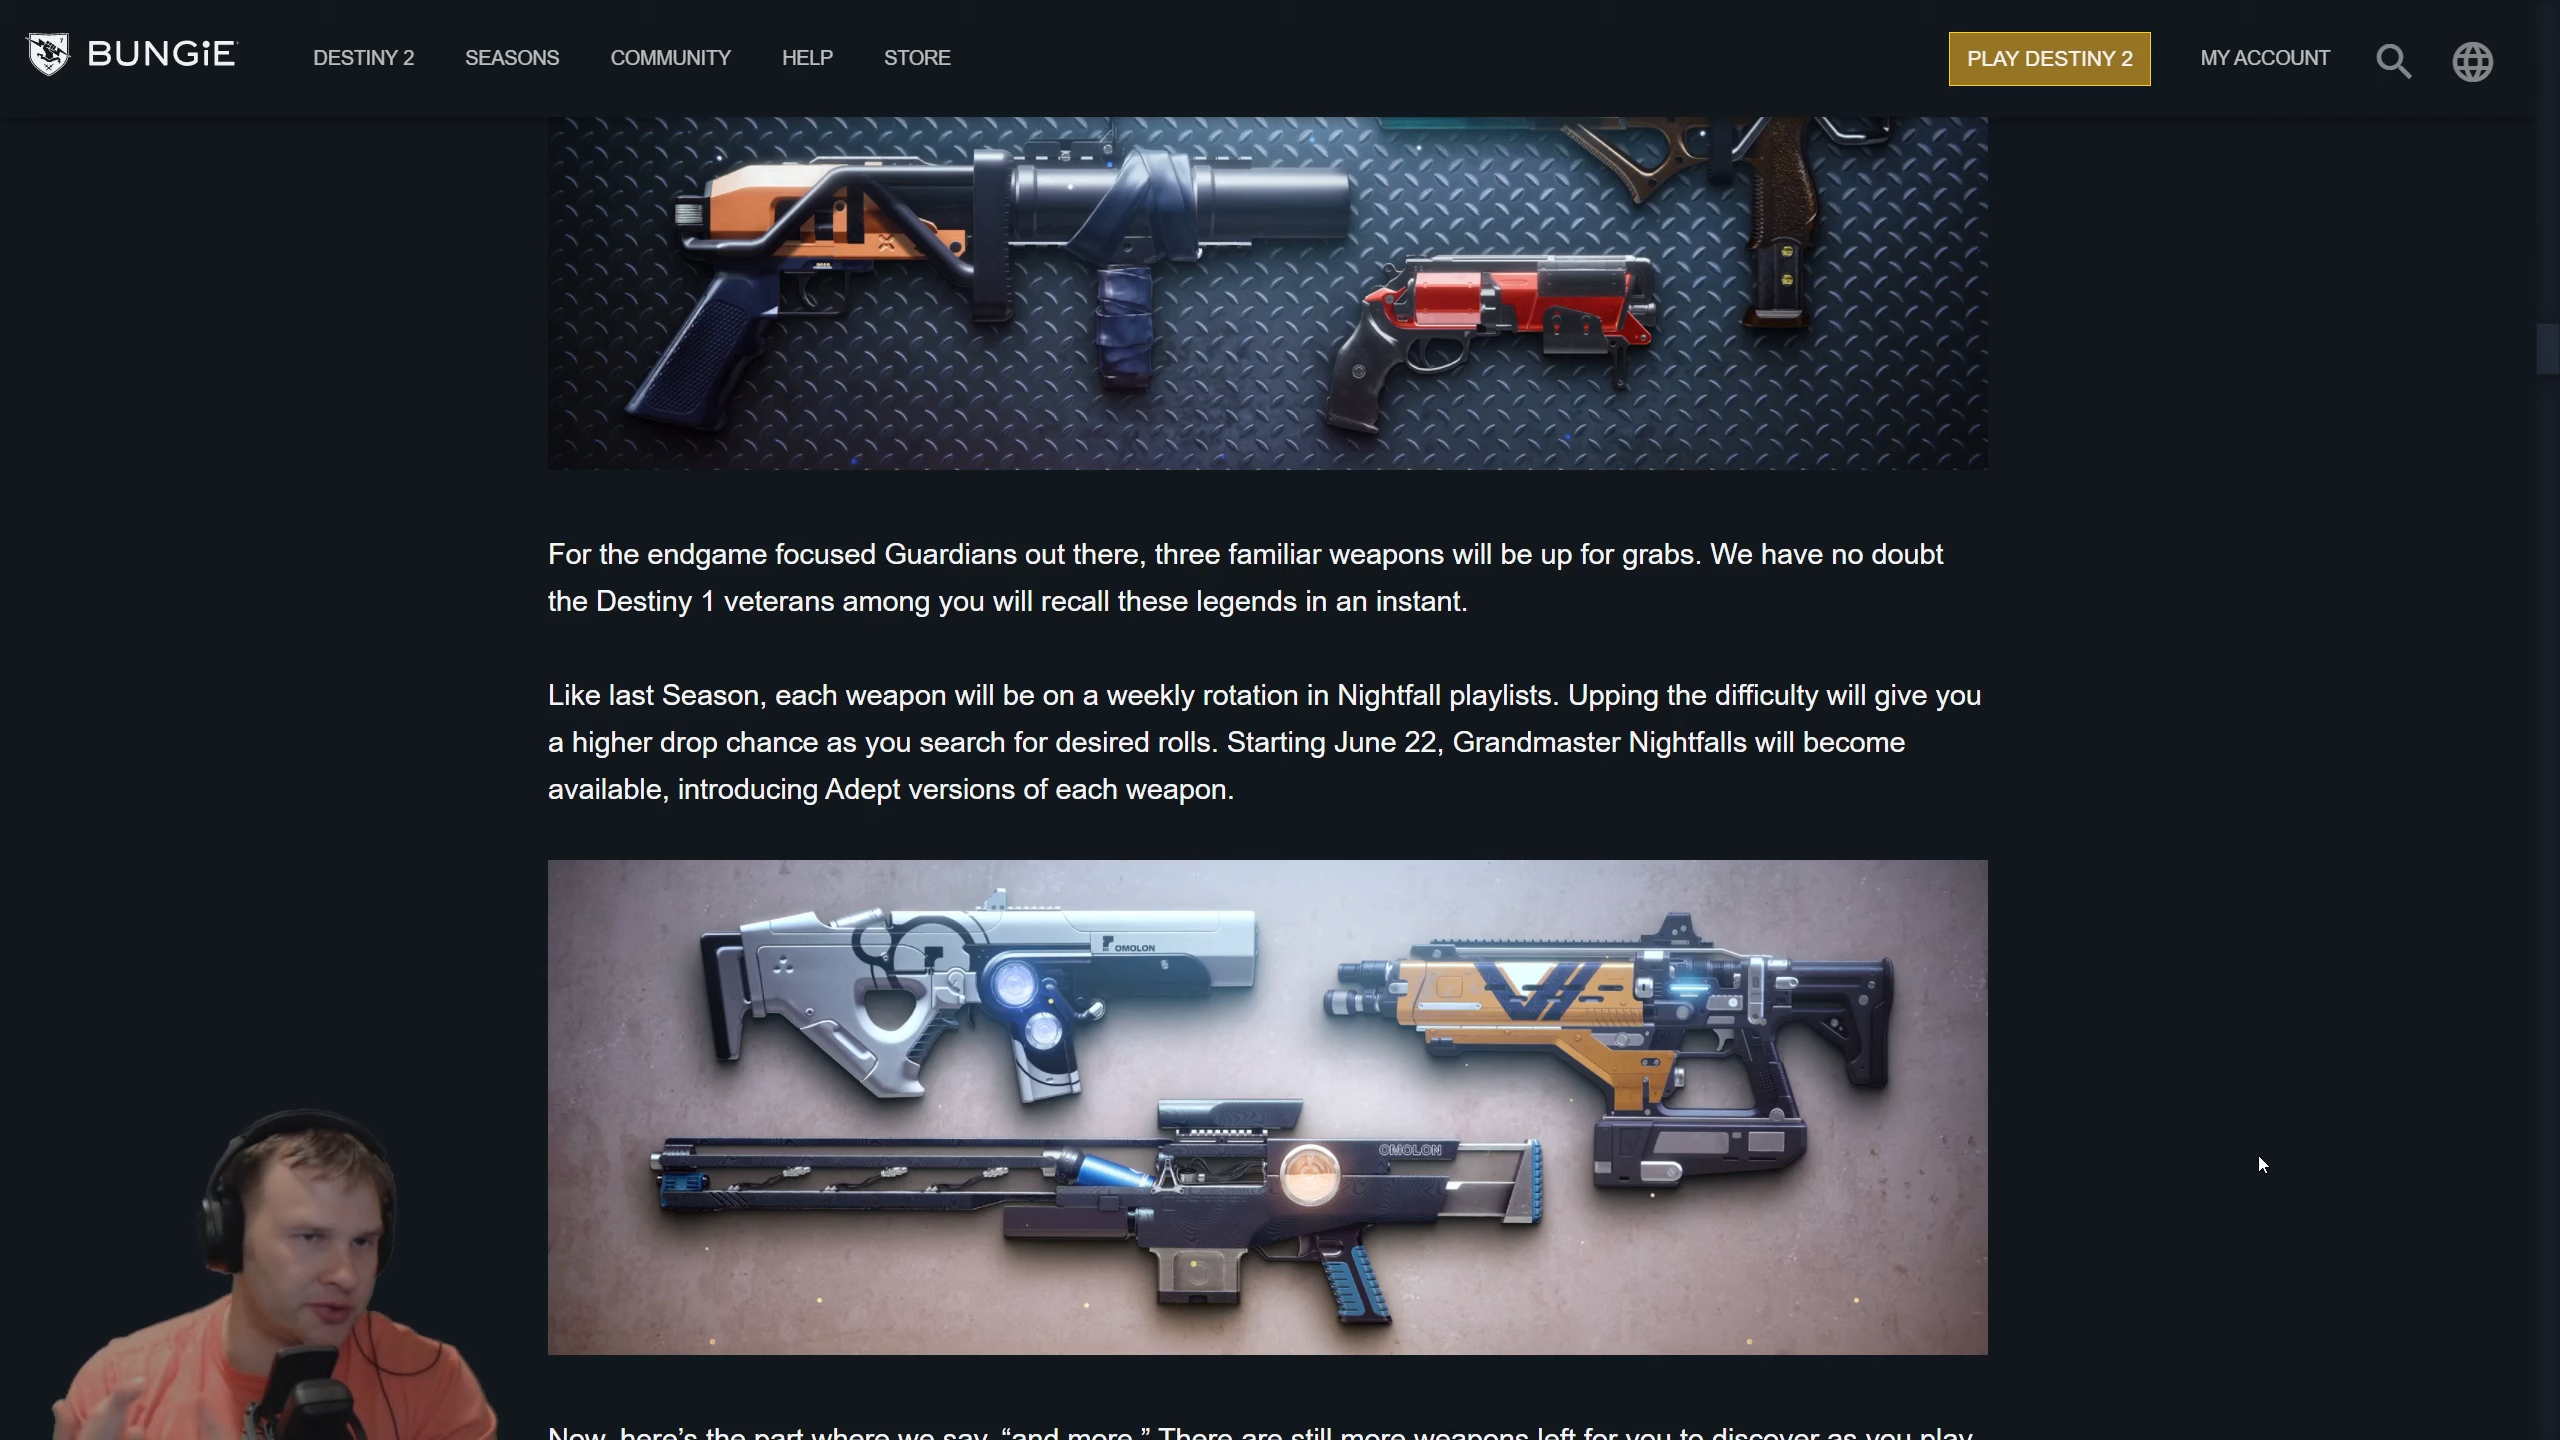 BUNGiE
DESTINY 2
SEASONS
COMMUNITY
HELP
STORE
PLAY DESTINY 2
MY ACCOUNT
For the endgame focused Guardians out there, three familiar weapons will be up for grabs. We have no doubt
the Destiny 1 veterans among you will recall these legends in an instant.
Like last Season, each weapon will be on a weekly rotation in Nightfall playlists. Upping the difficulty will give you
a higher drop chance as you search for desired rolls. Starting June 22, Grandmaster Nightfalls will become
available, introducing Adept versions of each weapon.
OMOLON
OMOLON
Now, here's the part where we say, “and more.” There are still more weapons left for you to discover as you play